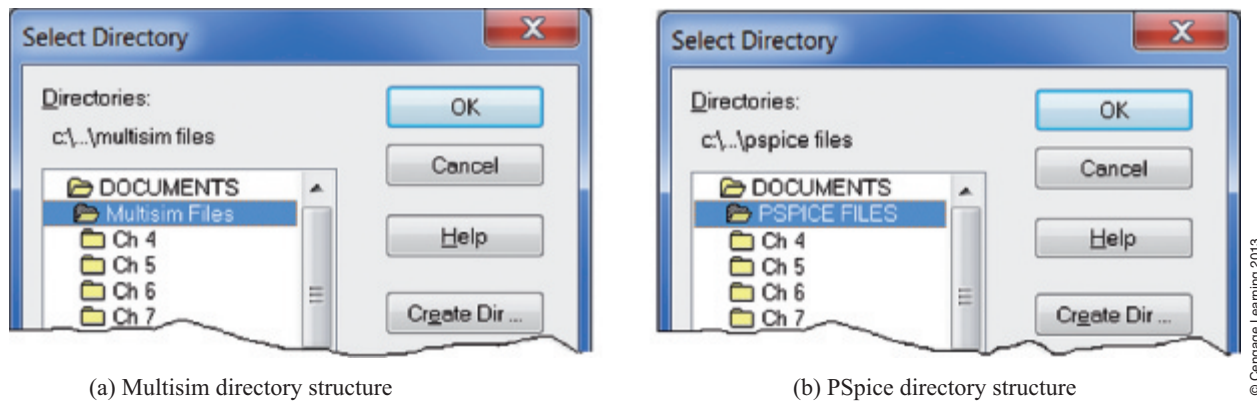 Select Directory
Directories:
c:\...\multisim files
DOCUMENTS
Multisim Files
Ch 4
Ch 5
Ch 6
Ch 7
OK
Cancel
Help
Create Dir ...
(a) Multisim directory structure
Select Directory
Directories:
c:\...\pspice files
DOCUMENTS
PSPICE FILES
Ch 4
Ch 5
Ch 6
Ch 7
OK
Cancel
Help
Create Dir ...
(b) PSpice directory structure
© Cengage Learning 2013